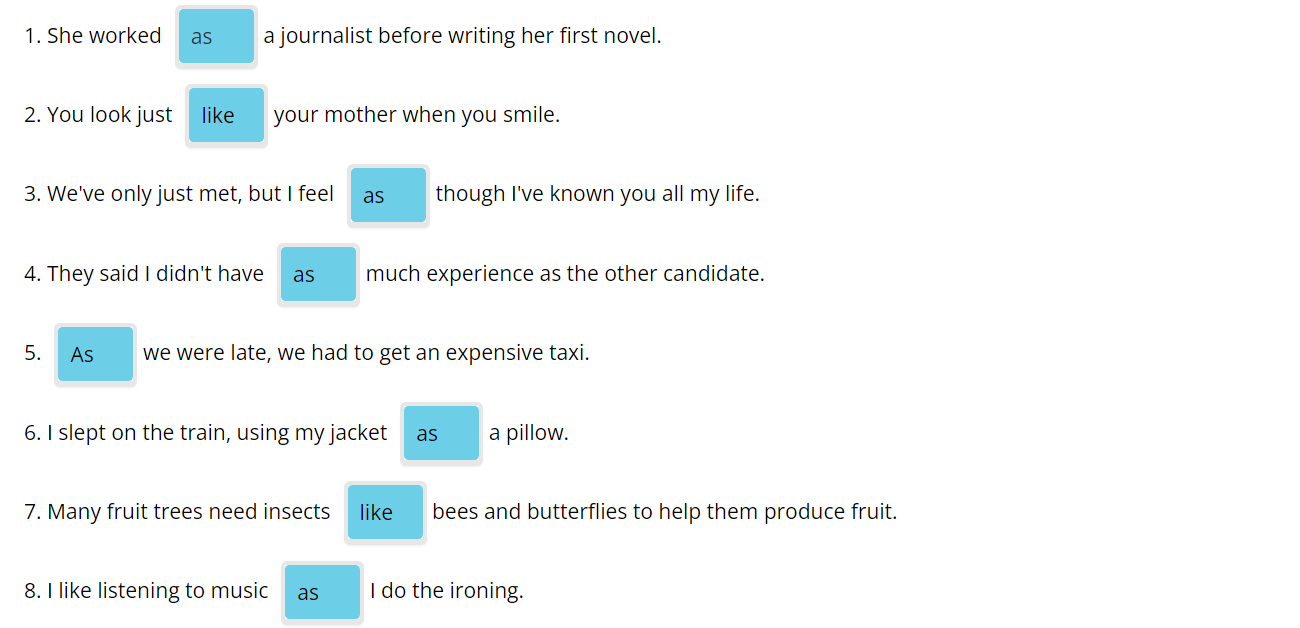 1. She worked as a journalist before writing her first novel.
2. You look just like your mother when you smile.
3. We've only just met, but I feel as though I've known you all my life.
4. They said I didn't have as much experience as the other candidate.
5. As we were late, we had to get an expensive taxi.
6. I slept on the train, using my jacket as a pillow.
7. Many fruit trees need insects like bees and butterflies to help them produce fruit.
8. I like listening to music as I do the ironing.